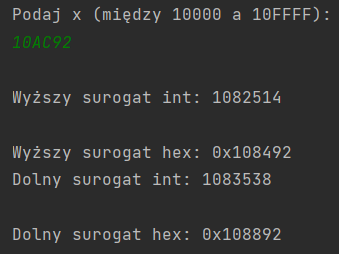 Podaj x (między 10000 a 10FFFF):
10AC92
Wyższy surogat int: 1082514
Wyższy surogat hex: 0x108492
Dolny surogat int: 1083538
Dolny surogat hex: 0x108892